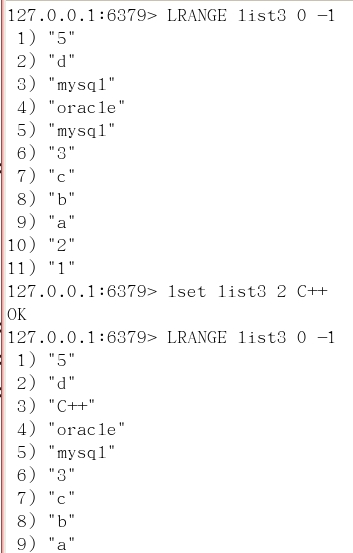 127.0.0.1:6379> LRANGE list3 0 -1
1) "5"
2) "d"
3) "mysql"
4) "oracle"
5) "mysql"
6) "3"
7) "c"
8) "b"
9) "a"
10) "2"
11) "1"
127.0.0.1:6379> lset list3 2 C++
OK
127.0.0.1:6379> LRANGE list3 0 -1
1) "5"
2) "d"
3) "C++"
4) "oracle"
5) "mysql"
6) "3"
7) "c"
8) "b"
9) "a"